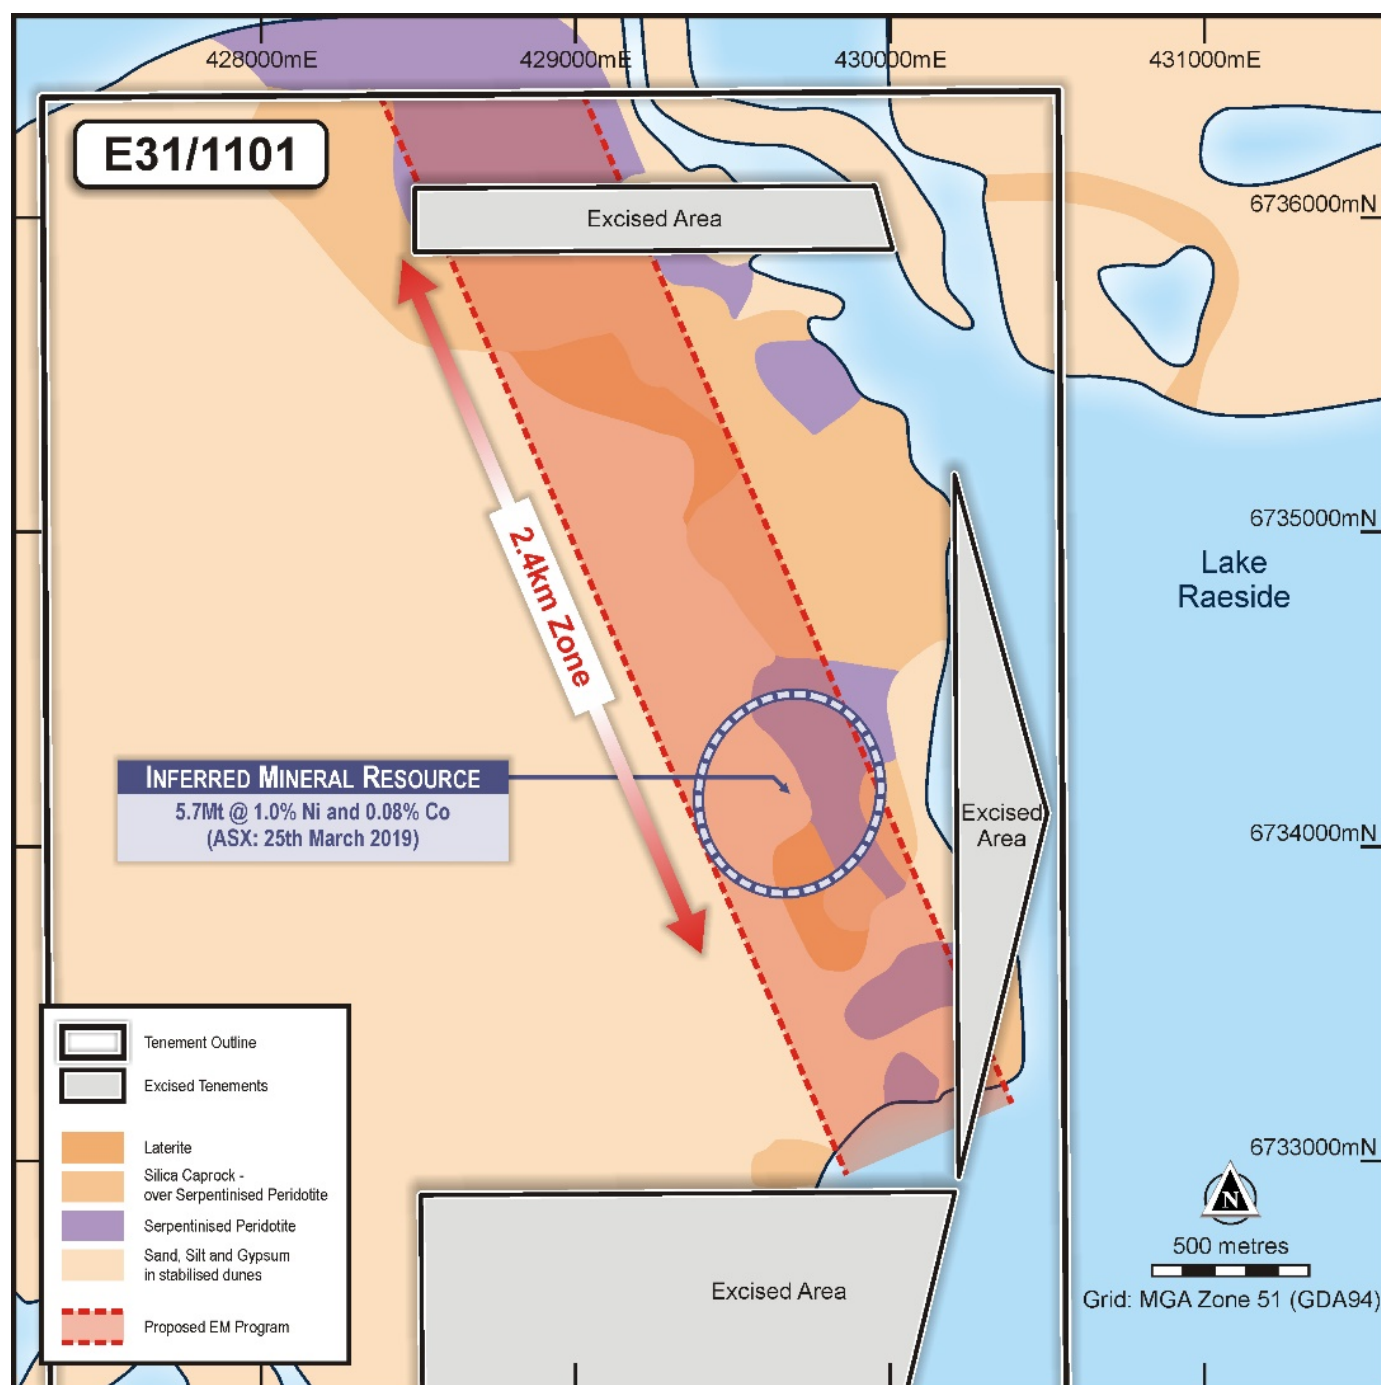 428000mE
429000mE
430000mE
431000mE
E31/1101
Excised Area
6736000mN
6735000mN
Lake
Raeside
2.4km Zone
INFERRED MINERAL RESOURCE
5.7Mt @ 1.0% Ni and 0.08% Co
(ASX: 25th March 2019)
Excised
Area
6734000mN
Tenement Outline
Excised Tenements
Laterite
Silica Caprock -
over Serpentinised Peridotite
Serpentinised Peridotite
Sand, Silt and Gypsum
in stabilised dunes
Proposed EM Program
6733000mN
N
500 metres
Grid: MGA Zone 51 (GDA94)
Excised Area